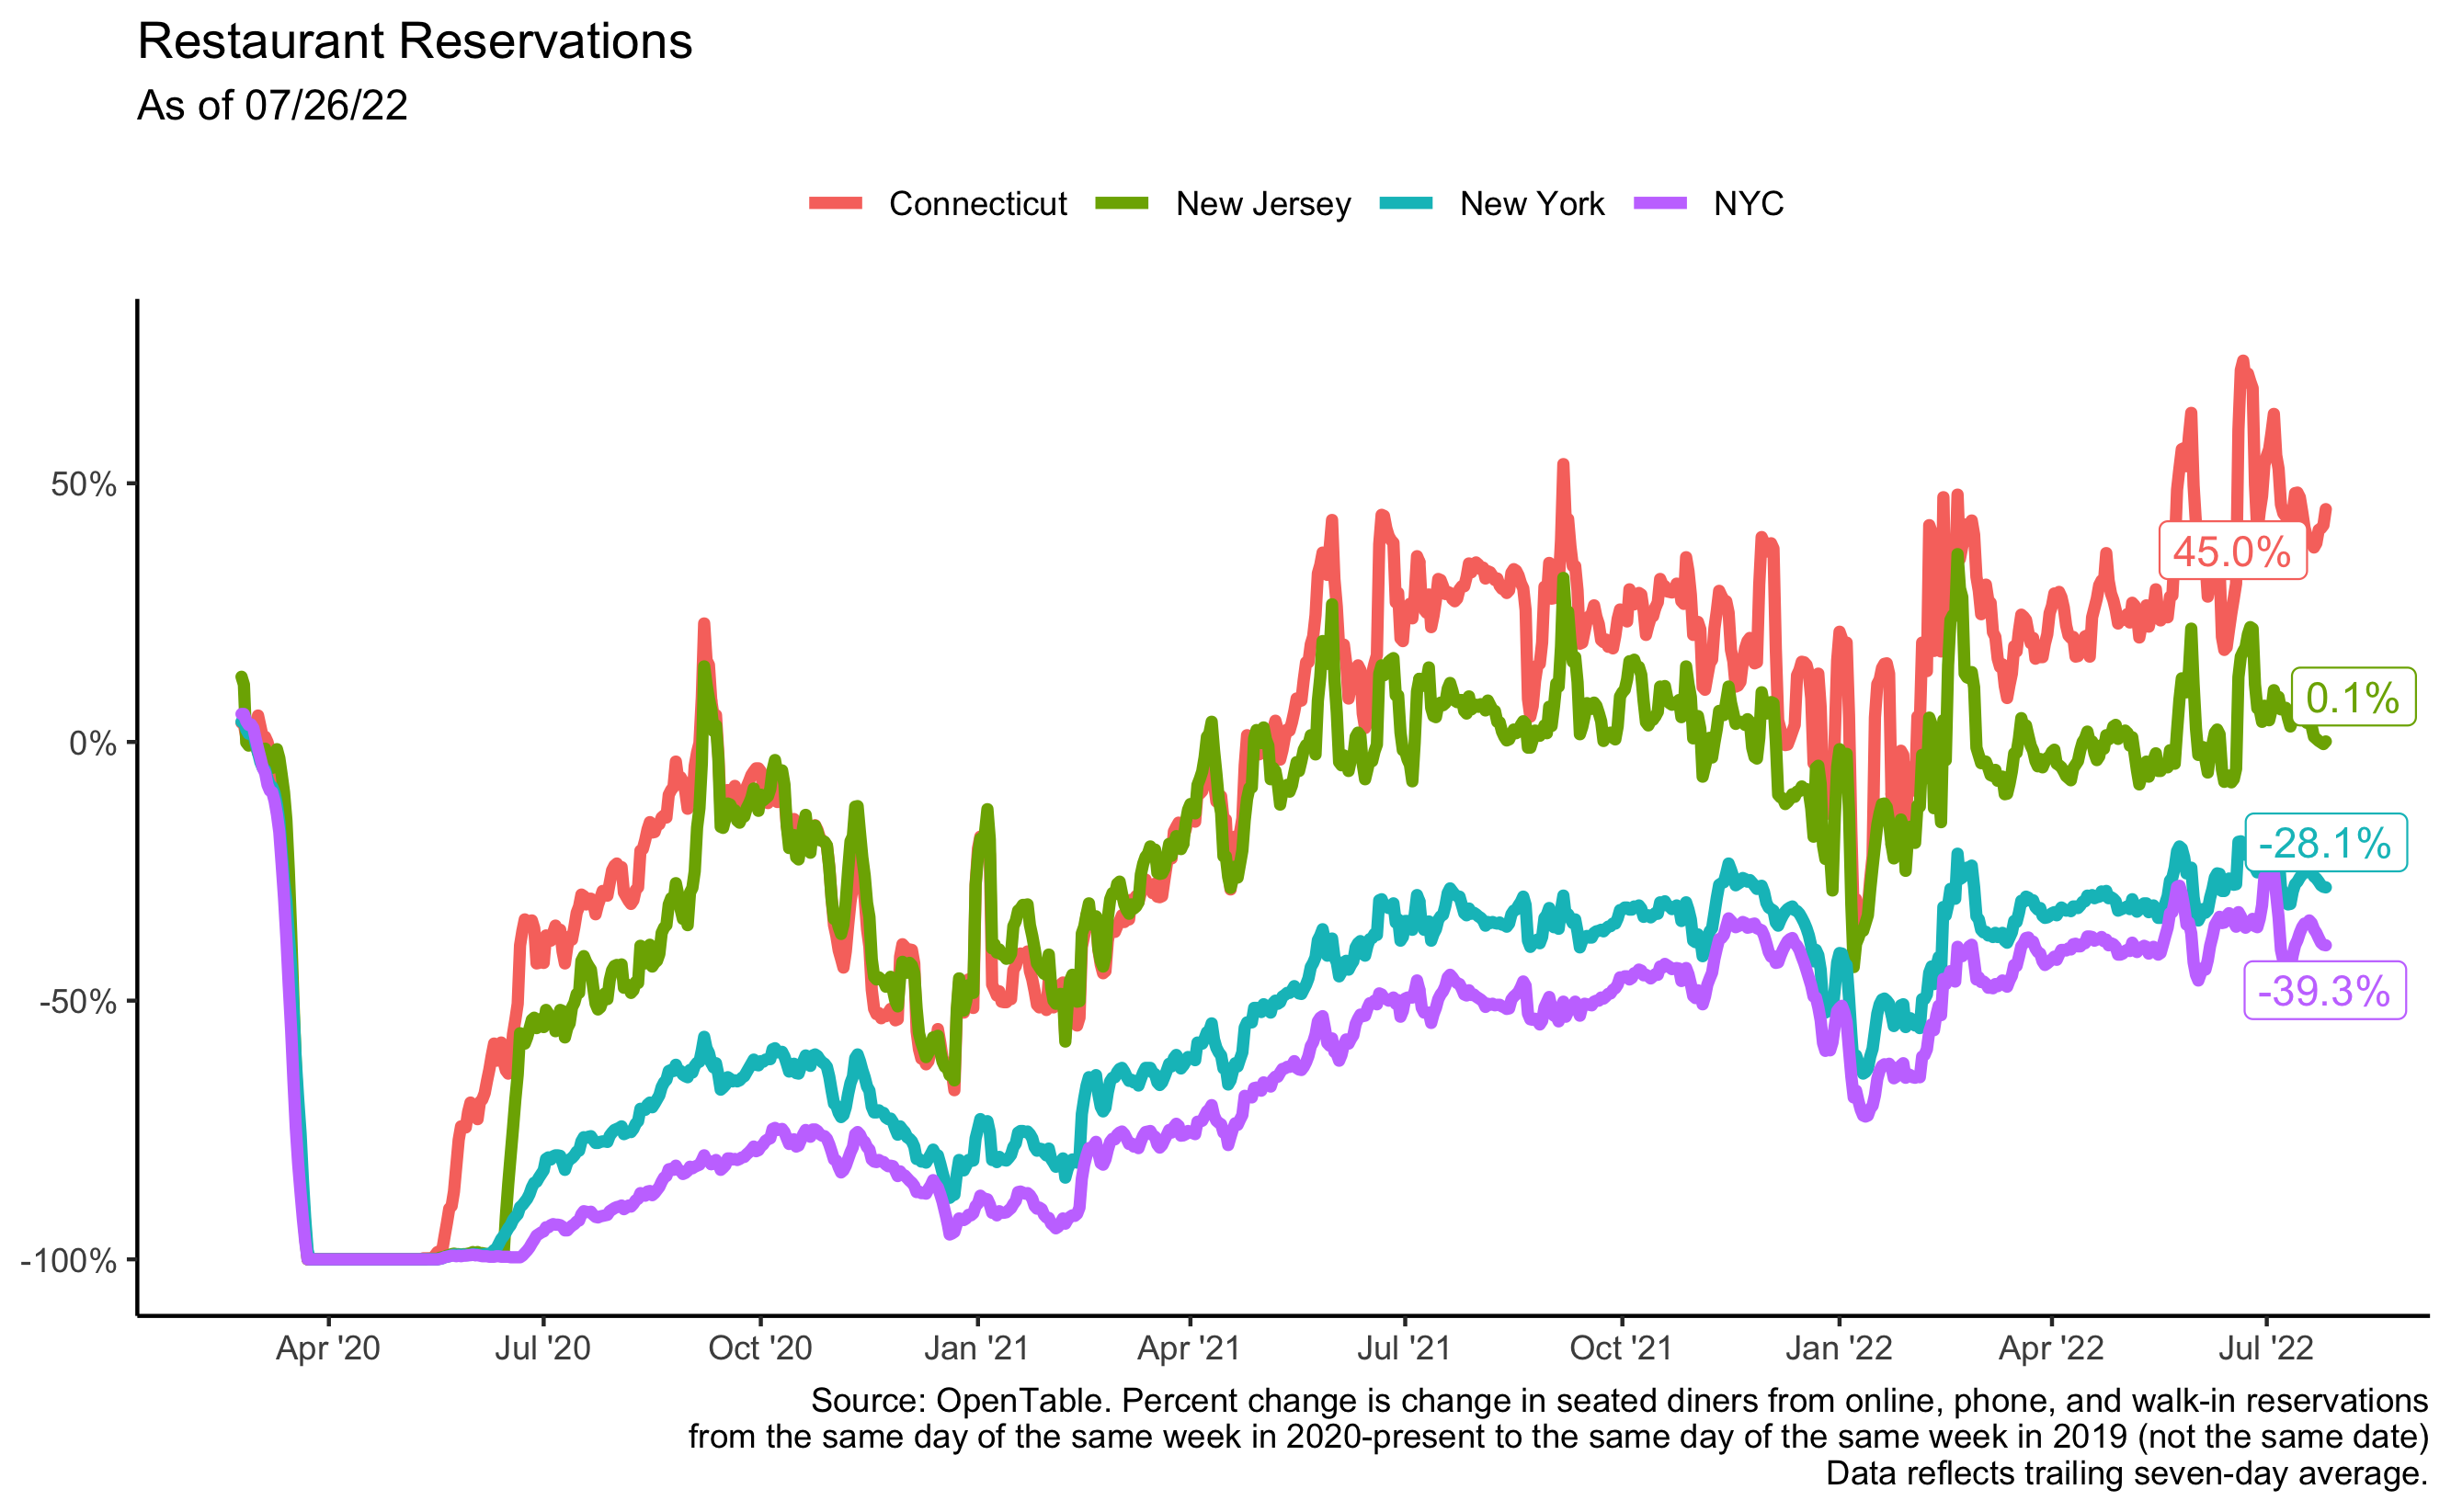 Restaurant Reservations
As of 07/26/22
Connecticut New Jersey New York NYC
50%
0%
-50%
-100%
45.0%
0.1%
-28.1%
-39.3%
Apr '20 Jul '20 Oct '20 Jan '21 Apr '21 Jul '21 Oct '21 Jan '22 Apr '22 Jul '22
Source: OpenTable. Percent change is change in seated diners from online, phone, and walk-in reservations
from the same day of the same week in 2020-present to the same day of the same week in 2019 (not the same date)
Data reflects trailing seven-day average.